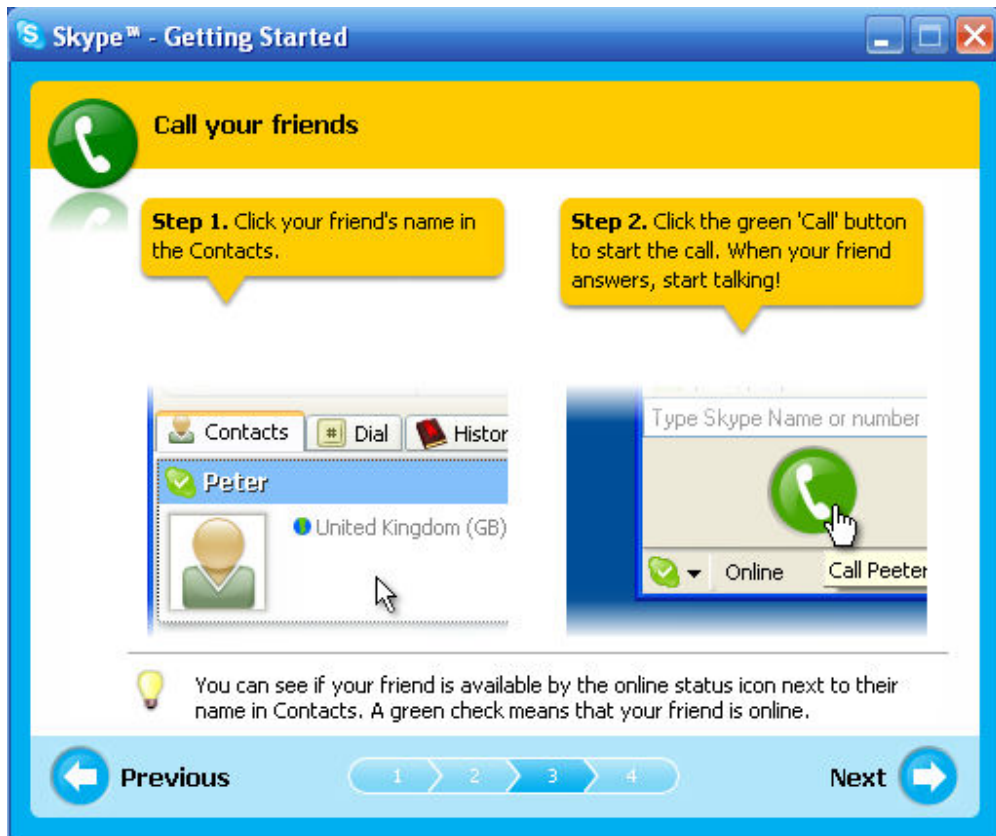 Skype™ - Getting Started
Call your friends
Step 1. Click your friend's name in
the Contacts.
Step 2. Click the green 'Call' button
to start the call. When your friend
answers, start talking!
Contacts
#
Dial
Histor
Peter
United Kingdom (GB)
Type Skype Name or number
Online
Call Peeter
You can see if your friend is available by the online status icon next to their
name in Contacts. A green check means that your friend is online.
Previous
1
2
3
4
Next